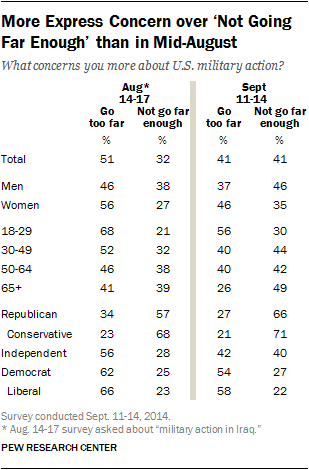 More Express Concern over ‘Not Going
Far Enough’ than in Mid-August
What concerns you more about U.S. military action?
Aug* Sept
14-17 11-14
Go too far Not go far enough Go too far Not go far enough
% % % %
Total 51 32 41 41
Men 46 38 37 46
Women 56 27 46 35
18-29 68 21 56 30
30-49 52 32 40 44
50-64 46 38 40 42
65+ 41 39 26 49
Republican 34 57 27 66
Conservative 23 68 21 71
Independent 56 28 42 40
Democrat 62 25 54 27
Liberal 66 23 58 22
Survey conducted Sept. 11-14, 2014.
* Aug. 14-17 survey asked about “military action in Iraq.”
PEW RESEARCH CENTER